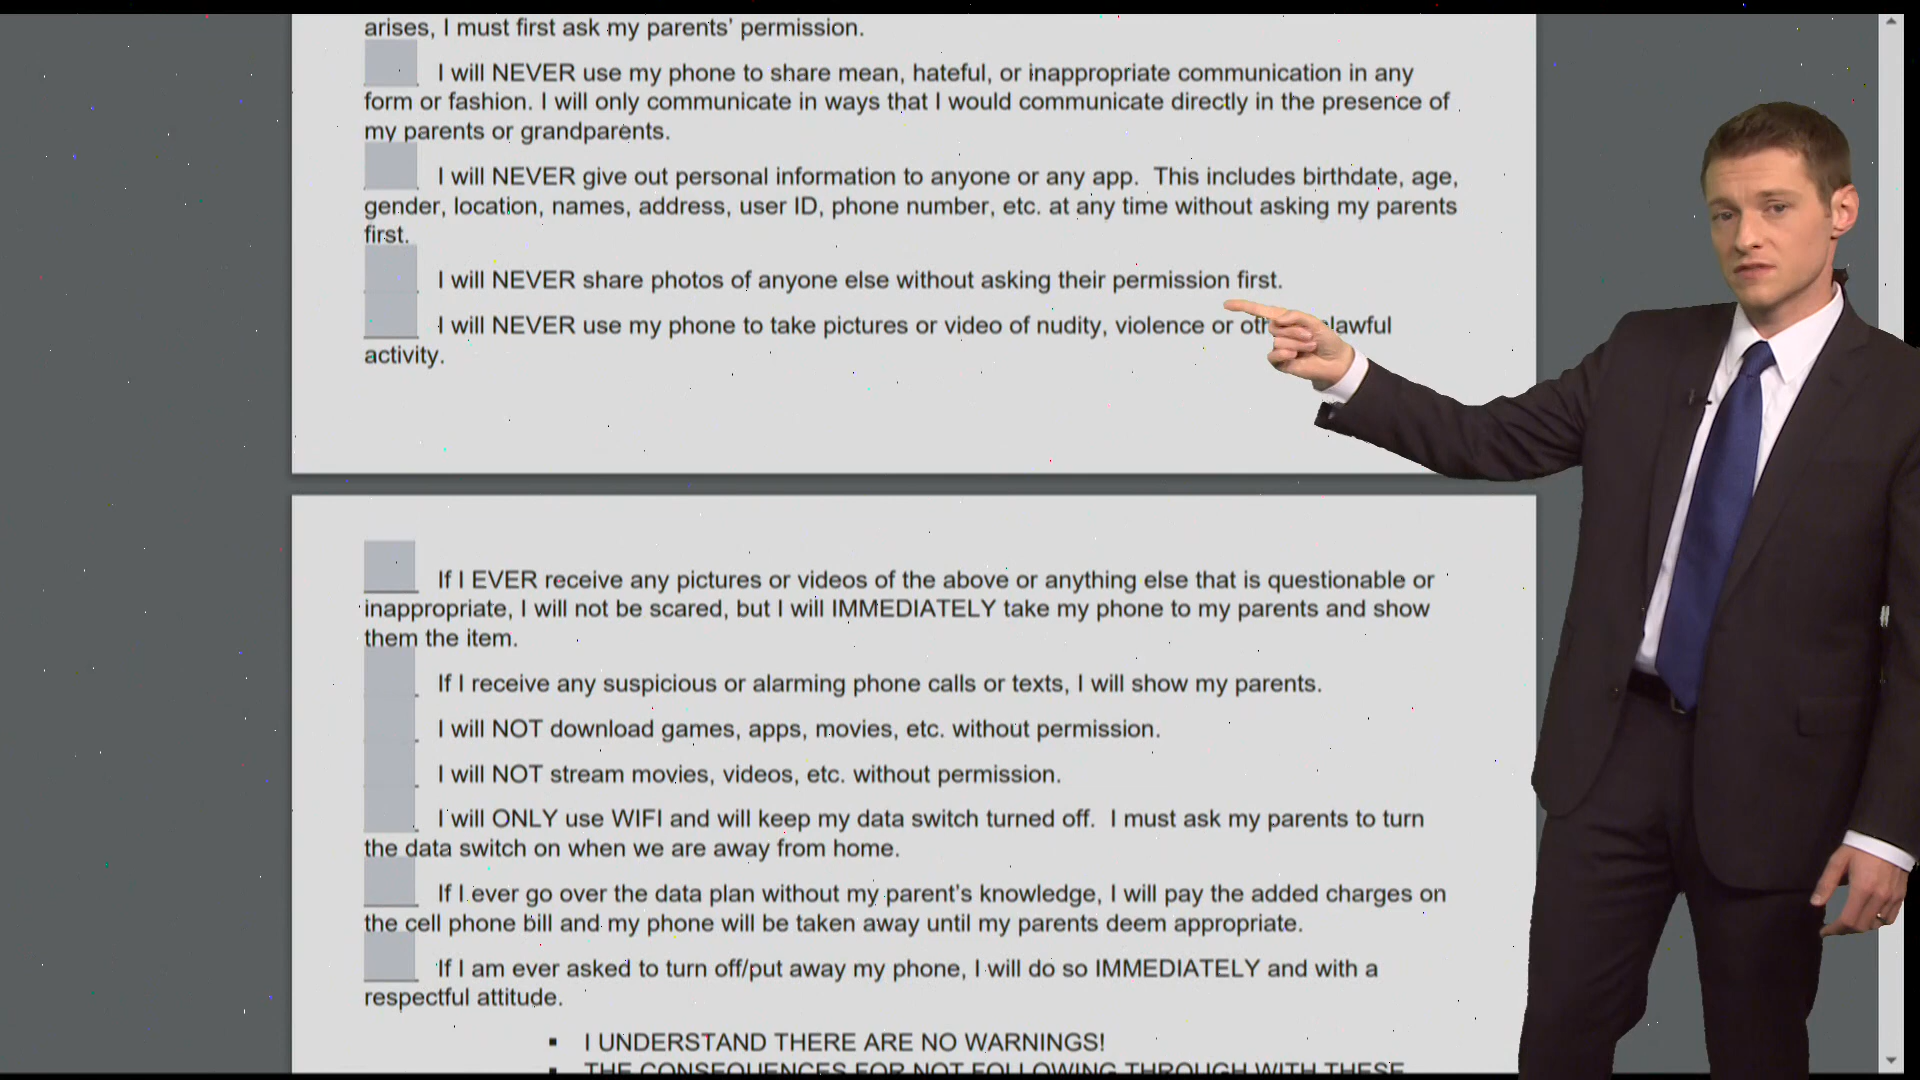 arises, I must first ask my parents' permission.
I will NEVER use my phone to share mean, hateful, or inappropriate communication in any
form or fashion. I will only communicate in ways that I would communicate directly in the presence of
my parents or grandparents.
I will NEVER give out personal information to anyone or any app. This includes birthdate, age,
gender, location, names, address, user ID, phone number, etc. at any time without asking my parents
first.
I will NEVER share photos of anyone else without asking their permission first.
I will NEVER use my phone to take pictures or video of nudity, violence or
activity.
If I EVER receive any pictures or videos of the above or anything else that is questionable or
inappropriate, I will not be scared, but I will IMMEDIATELY take my phone to my parents and show
them the item.
If I receive any suspicious or alarming phone calls or texts, I will show my parents.
I will NOT download games, apps, movies, etc. without permission.
I will NOT stream movies, videos, etc. without permission.
I will ONLY use WIFI and will keep my data switch turned off. I must ask my parents to turn
the data switch on when we are away from home.
If I ever go over the data plan without my parent's knowledge, I will pay the added charges on
the cell phone bill and my phone will be taken away until my parents deem appropriate.
If I am ever asked to turn off/put away my phone, I will do so IMMEDIATELY and with a
respectful attitude.
▪ I UNDERSTAND THERE ARE NO WARNINGS!
▪ THE CONSEQUENCES FOR NOT FOLLOWING THROUGH WITH THESE